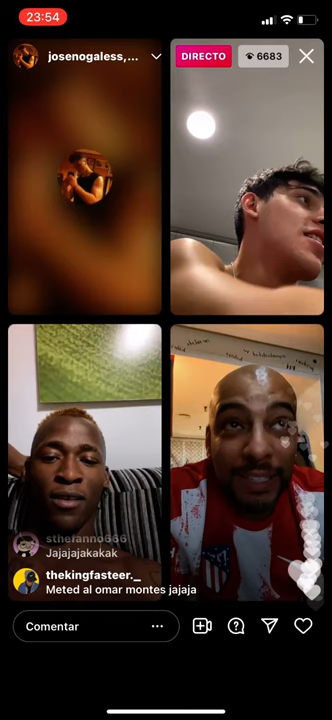 23:54
josenogaless,...
DIRECTO
6683
sthefanno666
Jajajajakakak
thekingfasteer._
Meted al omar montes jajaja
Comentar